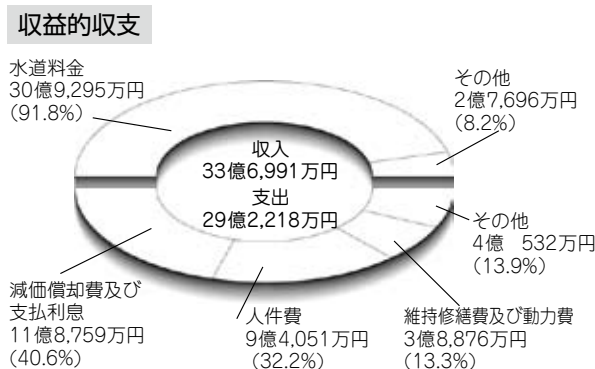 収益的収支
水道料金
30億9,295万円
(91.8%)
その他
2億7,696万円
(8.2%)
収入
33億6,991万円
支出
29億2,218万円
その他
4億 532万円
(13.9%)
減価償却費及び
支払利息
11億8,759万円
(40.6%)
人件費
9億4,051万円
(32.2%)
維持修繕費及び動力費
3億8,876万円
(13.3%)